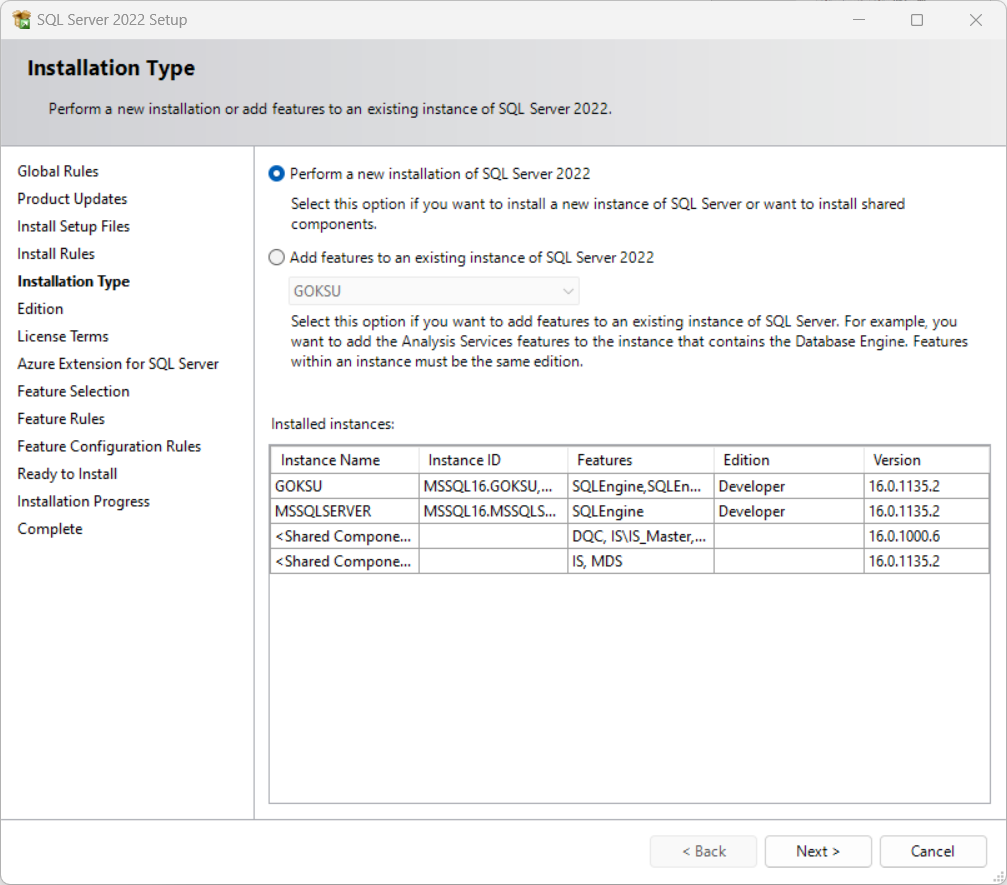 SQL Server 2022 Setup
Installation Type
Perform a new installation or add features to an existing instance of SQL Server 2022.
Global Rules
Product Updates
Install Setup Files
Install Rules
Installation Type
Edition
License Terms
Azure Extension for SQL Server
Feature Selection
Feature Rules
Feature Configuration Rules
Ready to Install
Installation Progress
Complete
Perform a new installation of SQL Server 2022
Select this option if you want to install a new instance of SQL Server or want to install shared
components.
Add features to an existing instance of SQL Server 2022
GOKSU
Select this option if you want to add features to an existing instance of SQL Server. For example, you
want to add the Analysis Services features to the instance that contains the Database Engine. Features
within an instance must be the same edition.
Installed instances:
Instance Name Instance ID Features Edition Version
GOKSU MSSQL16.GOKSU,... SQLEngine,SQLEn... Developer 16.0.1135.2
MSSQLSERVER MSSQL16.MSSQLS... SQLEngine Developer 16.0.1135.2
<Shared Compone... DQC, IS\IS_Master,... 16.0.1000.6
<Shared Compone... IS, MDS 16.0.1135.2
< Back Next > Cancel